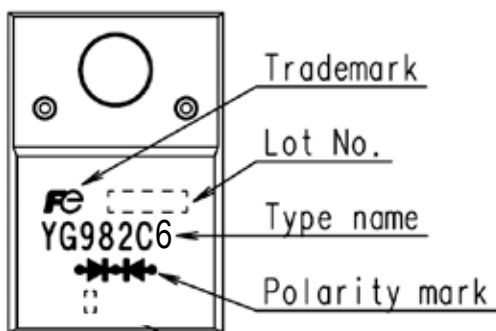 Trademark
Lot No.
Fe
YG982C6
Type name
Polarity mark